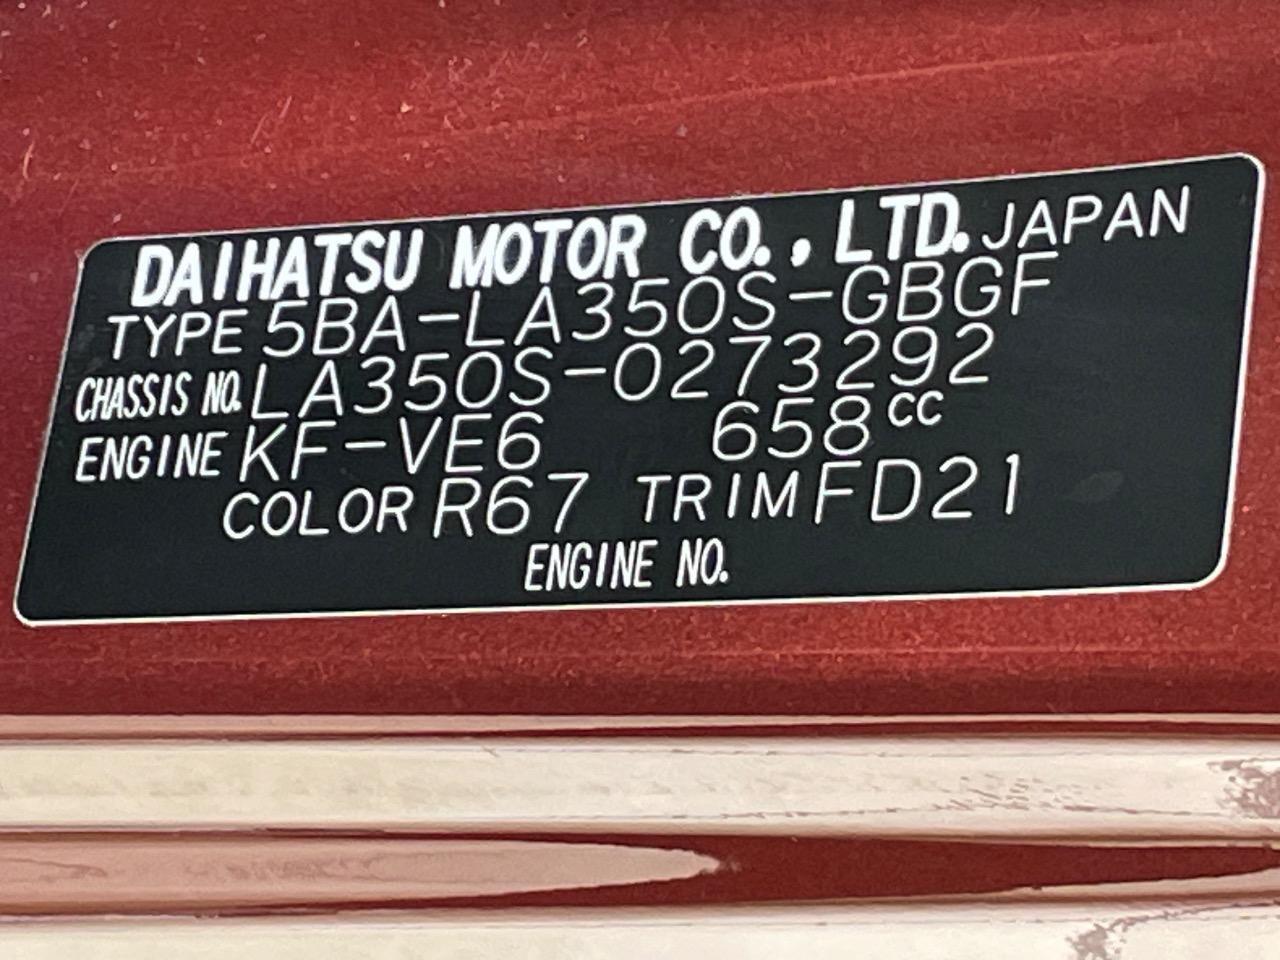 DAIHATSU MOTOR CO., LTD. JAPAN
TYPE 5BA-LA350S-GBGF
CHASSIS NO. LA350S-0273292
ENGINE KF-VE6 658cc
COLOR R67 TRIM FD21
ENGINE NO.